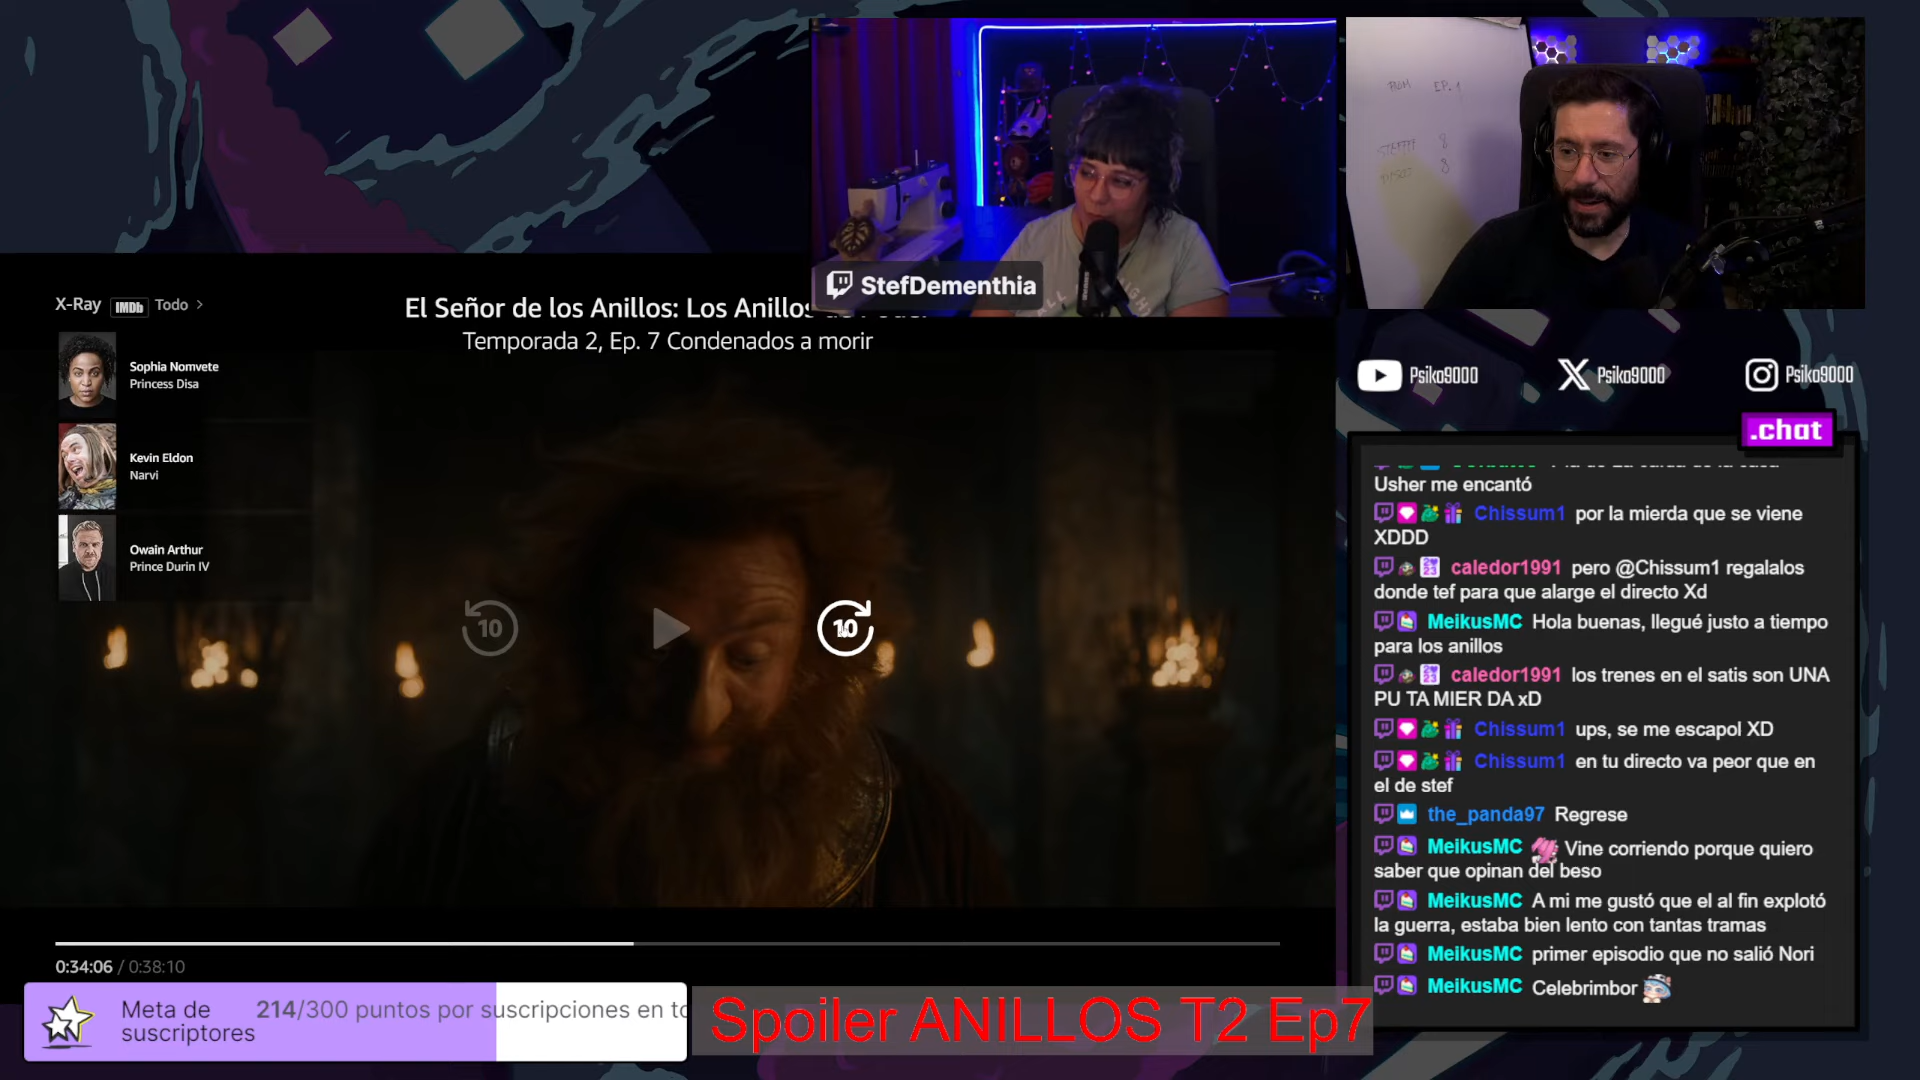 BGM EP. 1
8
8
StefDementhia
X-Ray IMDb Todo >
El Señor de los Anillos: Los Anillos de Poder
Temporada 2, Ep. 7 Condenados a morir
Sophia Nomvete
Princess Disa
Kevin Eldon
Narvi
Owain Arthur
Prince Durin IV
10
10
0:34:06 / 0:38:10
Meta de suscriptores
214/300 puntos por suscripciones en to
Spoiler ANILLOS T2 Ep7
Psiko9000
Psiko9000
Psiko9000
.chat
Usher me encantó
Chissum1 por la mierda que se viene
XDDD
caledor1991 pero @Chissum1 regalalos
donde tef para que alarge el directo Xd
MeikusMC Hola buenas, llegué justo a tiempo
para los anillos
caledor1991 los trenes en el satis son UNA
PU TA MIER DA xD
Chissum1 ups, se me escapol XD
Chissum1 en tu directo va peor que en
el de stef
the_panda97 Regrese
MeikusMC Vine corriendo porque quiero
saber que opinan del beso
MeikusMC A mi me gustó que el al fin explotó
la guerra, estaba bien lento con tantas tramas
MeikusMC primer episodio que no salió Nori
MeikusMC Celebrimbor